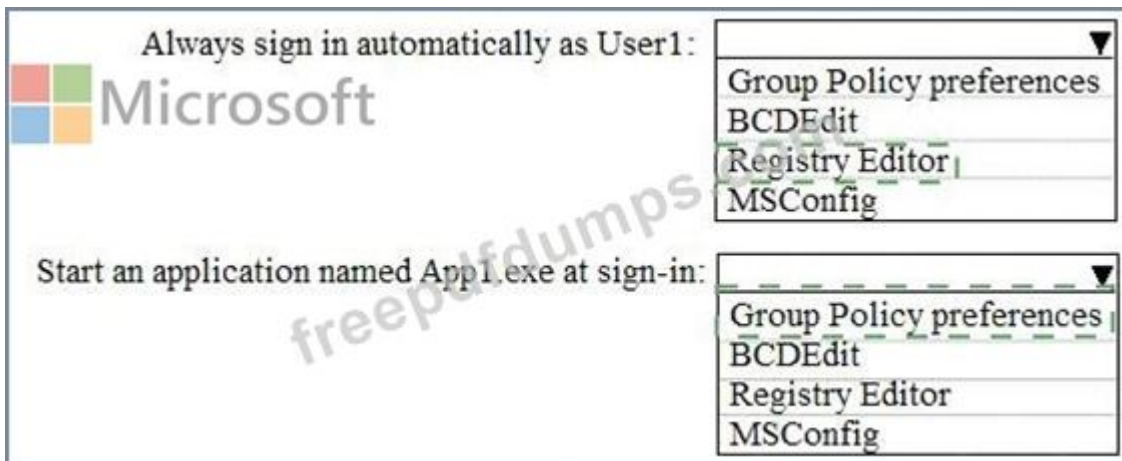 Always sign in automatically as User1:
Group Policy preferences
BCDEdit
Registry Editor
MSConfig
Microsoft
Start an application named App1.exe at sign-in:
Group Policy preferences
BCDEdit
Registry Editor
MSConfig
freepdfdumps.com